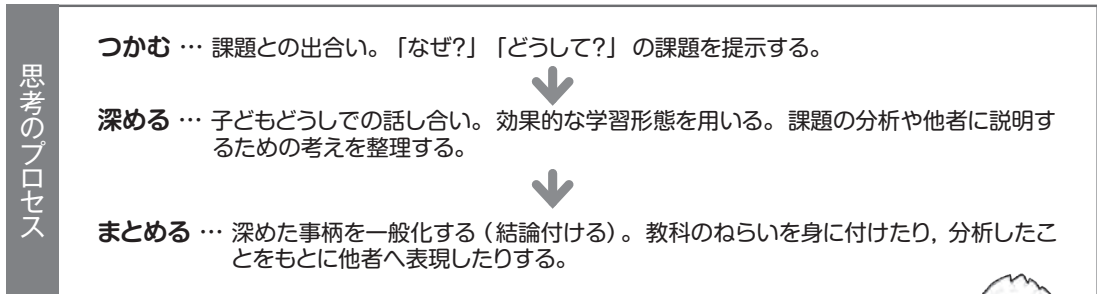 思考のプロセス
つかむ … 課題との出合い。「なぜ?」「どうして?」の課題を提示する。
深める … 子どもどうしでの話し合い。効果的な学習形態を用いる。課題の分析や他者に説明す
るための考えを整理する。
まとめる … 深めた事柄を一般化する（結論付ける）。教科のねらいを身に付けたり，分析したこ
とをもとに他者へ表現したりする。